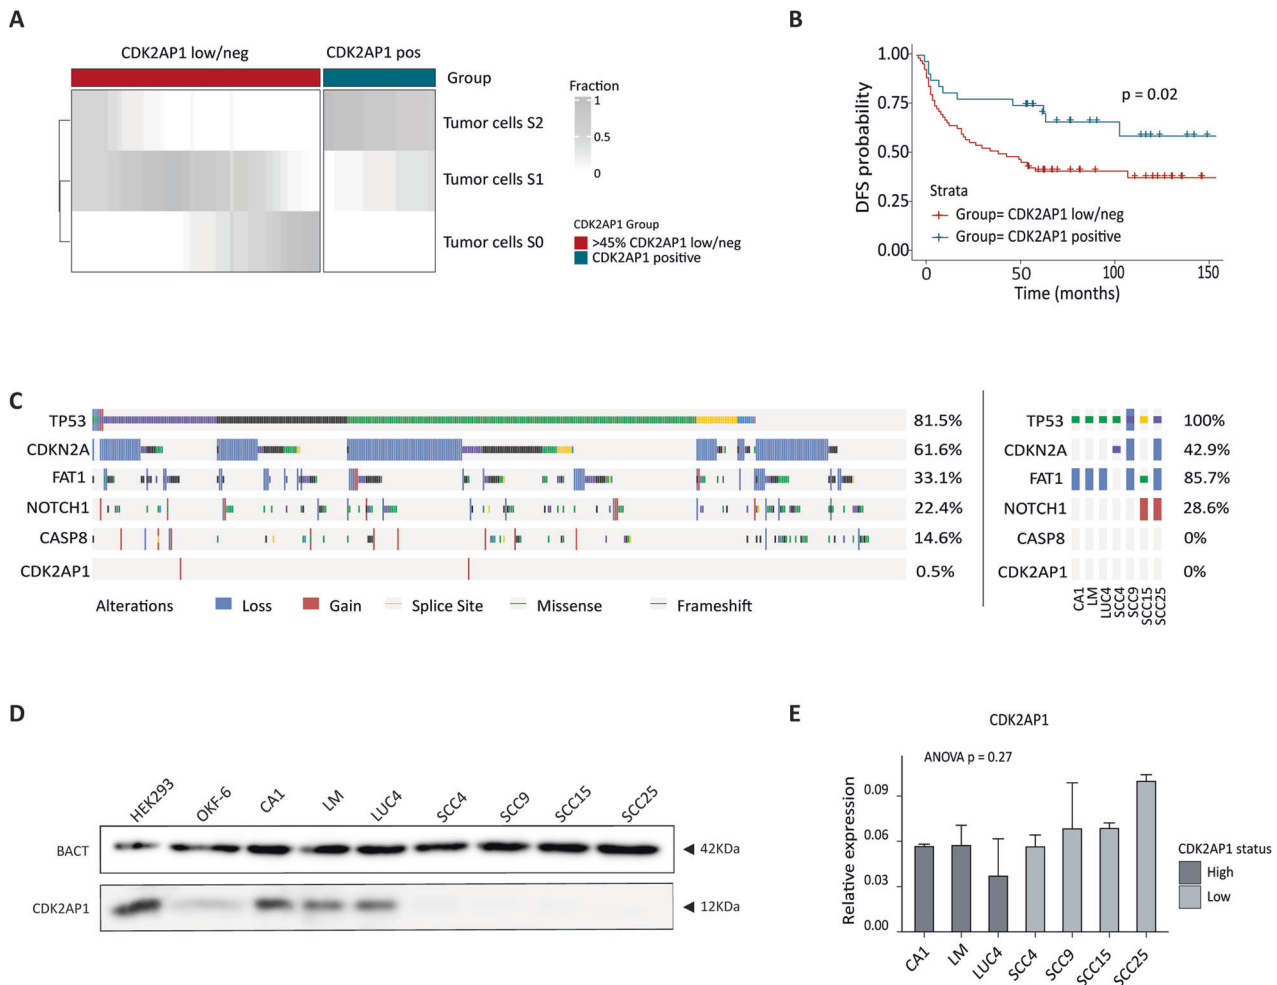 A
CDK2AP1 low/neg
CDK2AP1 pos
Group
Tumor cells S2
Tumor cells S1
Tumor cells S0
Fraction
1
0.5
0
CDK2AP1 Group
>45% CDK2AP1 low/neg
CDK2AP1 positive
B
DFS probability
1.00
0.75
0.50
0.25
0.00
p = 0.02
Strata
Group= CDK2AP1 low/neg
Group= CDK2AP1 positive
0 50 100 150
Time (months)
C
TP53 81.5%
CDKN2A 61.6%
FAT1 33.1%
NOTCH1 22.4%
CASP8 14.6%
CDK2AP1 0.5%
Alterations Loss Gain Splice Site Missense Frameshift
TP53 100%
CDKN2A 42.9%
FAT1 85.7%
NOTCH1 28.6%
CASP8 0%
CDK2AP1 0%
CA1 LM LUC4 SCC4 SCC9 SCC15 SCC25
D
HEK293 OKF-6 CA1 LM LUC4 SCC4 SCC9 SCC15 SCC25
BACT 42KDa
CDK2AP1 12KDa
E
CDK2AP1
ANOVA p = 0.27
Relative expression
0.09
0.06
0.03
0.00
CA1 LM LUC4 SCC4 SCC9 SCC15 SCC25
CDK2AP1 status
High
Low